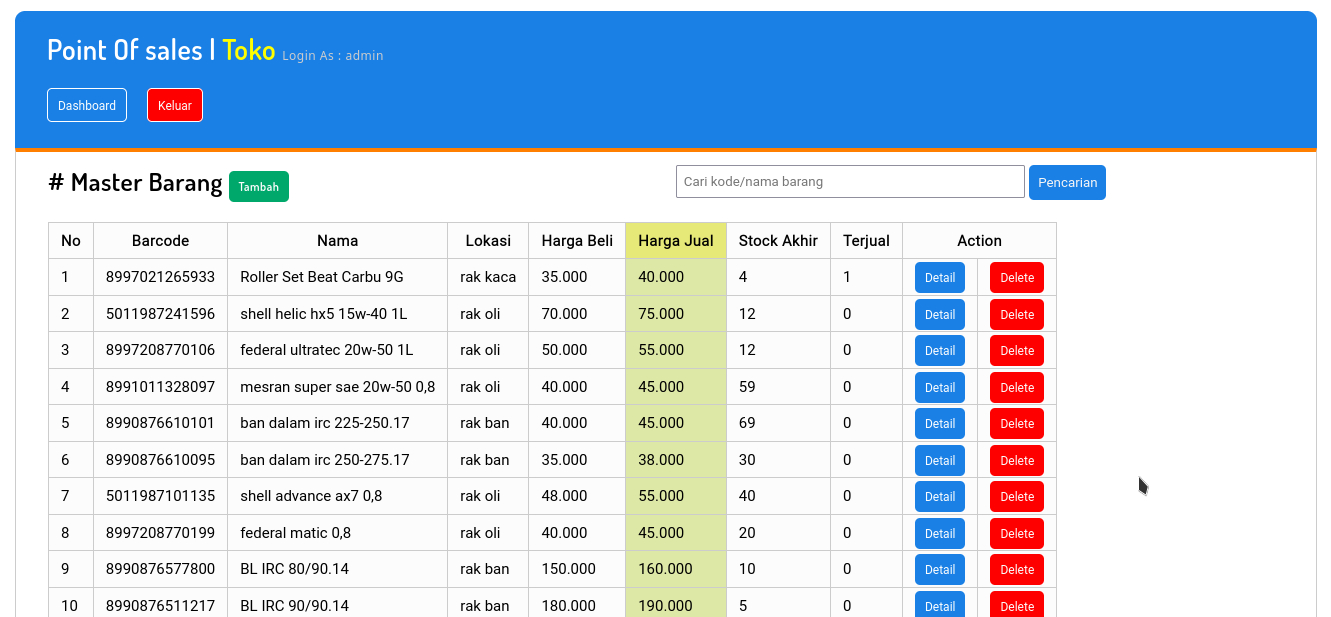 Point Of sales | Toko Login As : admin
Dashboard Keluar
# Master Barang Tambah Cari kode/nama barang Pencarian
No Barcode Nama Lokasi Harga Beli Harga Jual Stock Akhir Terjual Action
1 8997021265933 Roller Set Beat Carbu 9G rak kaca 35.000 40.000 4 1 Detail Delete
2 5011987241596 shell helic hx5 15w-40 1L rak oli 70.000 75.000 12 0 Detail Delete
3 8997208770106 federal ultratec 20w-50 1L rak oli 50.000 55.000 12 0 Detail Delete
4 8991011328097 mesran super sae 20w-50 0,8 rak oli 40.000 45.000 59 0 Detail Delete
5 8990876610101 ban dalam irc 225-250.17 rak ban 40.000 45.000 69 0 Detail Delete
6 8990876610095 ban dalam irc 250-275.17 rak ban 35.000 38.000 30 0 Detail Delete
7 5011987101135 shell advance ax7 0,8 rak oli 48.000 55.000 40 0 Detail Delete
8 8997208770199 federal matic 0,8 rak oli 40.000 45.000 20 0 Detail Delete
9 8990876577800 BL IRC 80/90.14 rak ban 150.000 160.000 10 0 Detail Delete
10 8990876511217 BL IRC 90/90.14 rak ban 180.000 190.000 5 0 Detail Delete